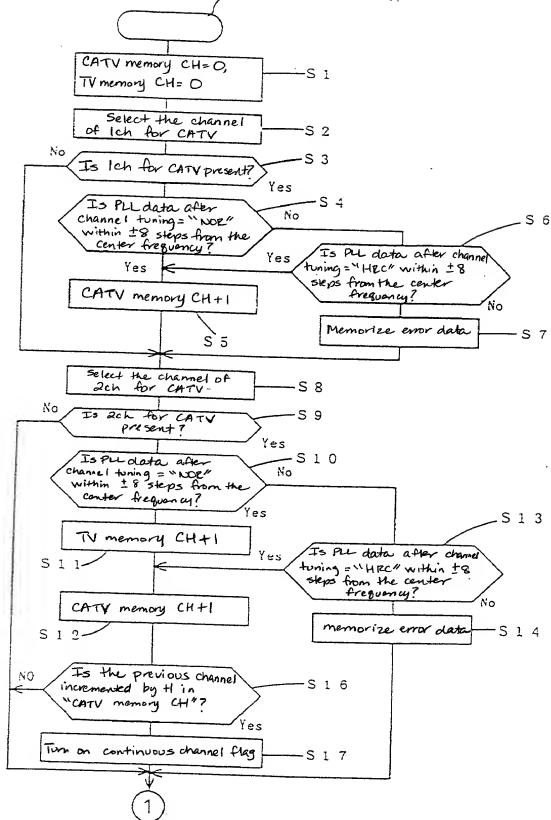 CATV memory CH=0,
TV memory CH=0
S 1
Select the channel
of 1ch for CATV
S 2
No
Is 1ch for CATV present?
S 3
Yes
Is PLL data after
channel tuning="NOR"
within ±8 steps from the
center frequency?
S 4
No
Yes
Is PLL data after channel
tuning="HRC" within ±8
steps from the center
frequency?
S 6
Yes
No
CATV memory CH+1
S 5
Memorize error data
S 7
Select the channel of
2ch for CATV
S 8
No
Is 2ch for CATV
present?
S 9
Yes
Is PLL data after
channel tuning="NOR"
within ±8 steps from the
center frequency?
S 1 0
No
Yes
TV memory CH+1
S 1 1
Is PLL data after channel
tuning="HRC" within ±8
steps from the center
frequency?
S 1 3
Yes
No
CATV memory CH+1
S 1 2
memorize error data
S 1 4
NO
Is the previous channel
incremented by +1 in
"CATV memory CH"?
S 1 6
Yes
Turn on continuous channel flag
S 1 7
1